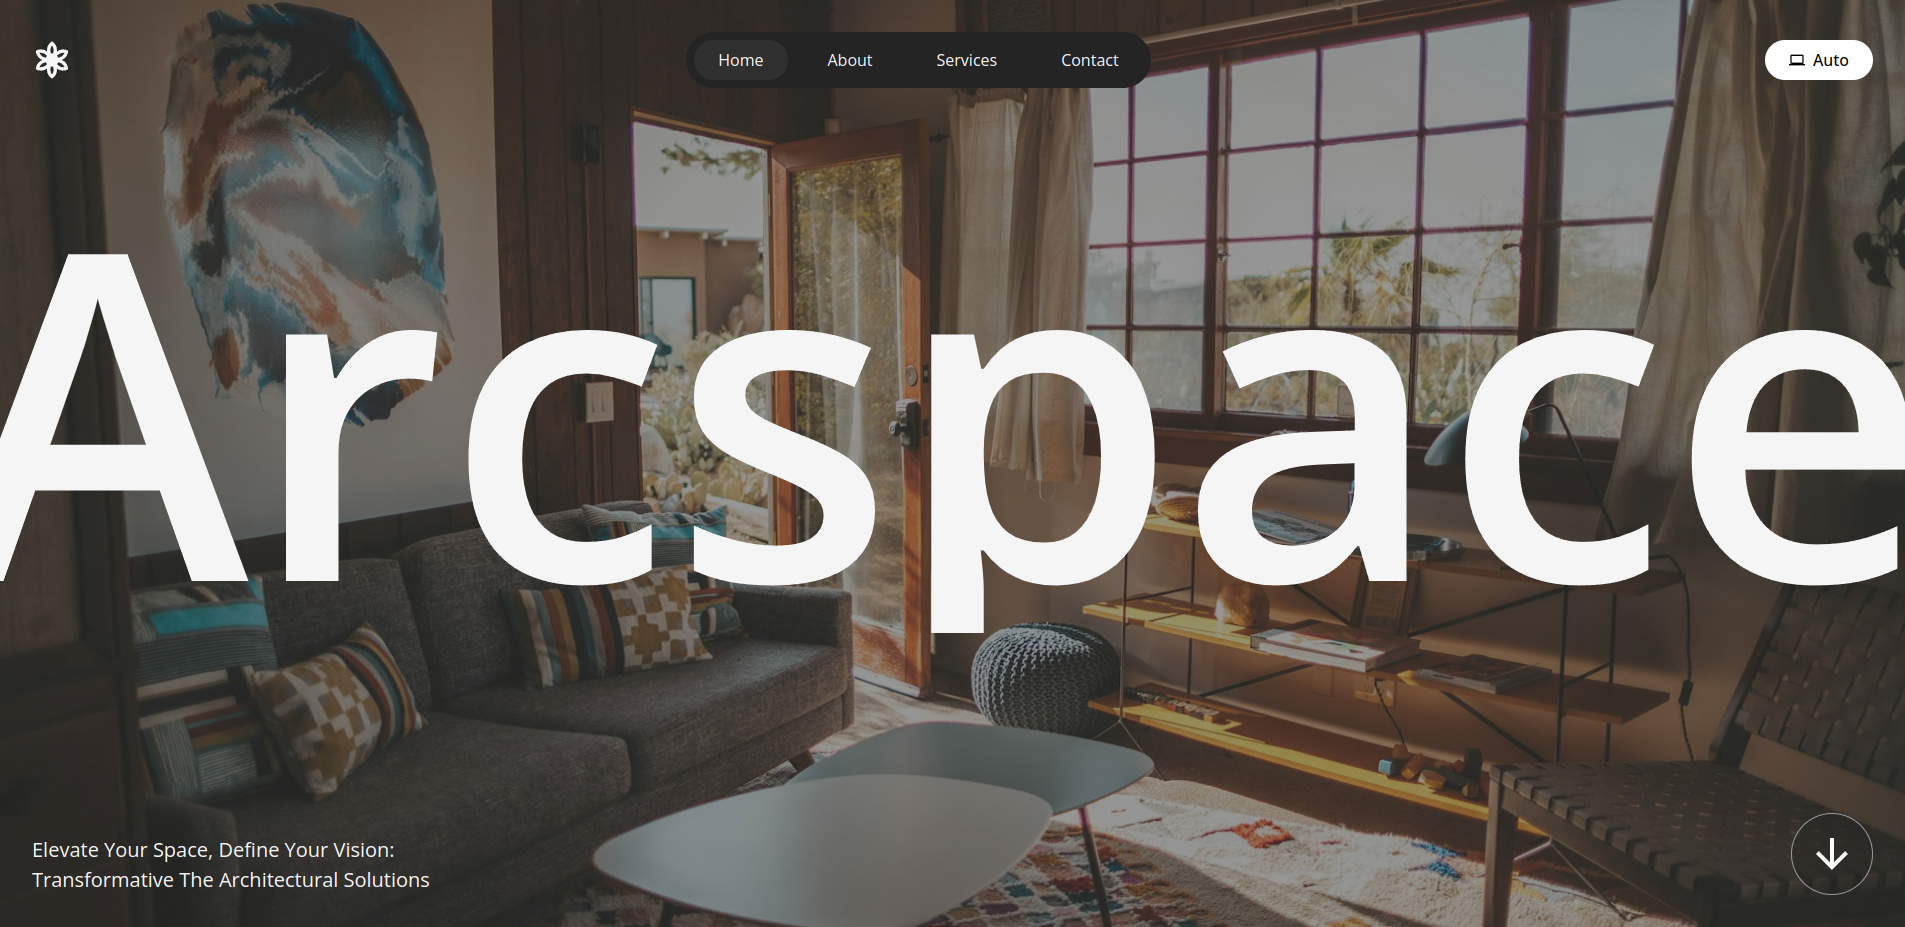 Home About Services Contact
Auto
Arcspace
Elevate Your Space, Define Your Vision:
Transformative The Architectural Solutions